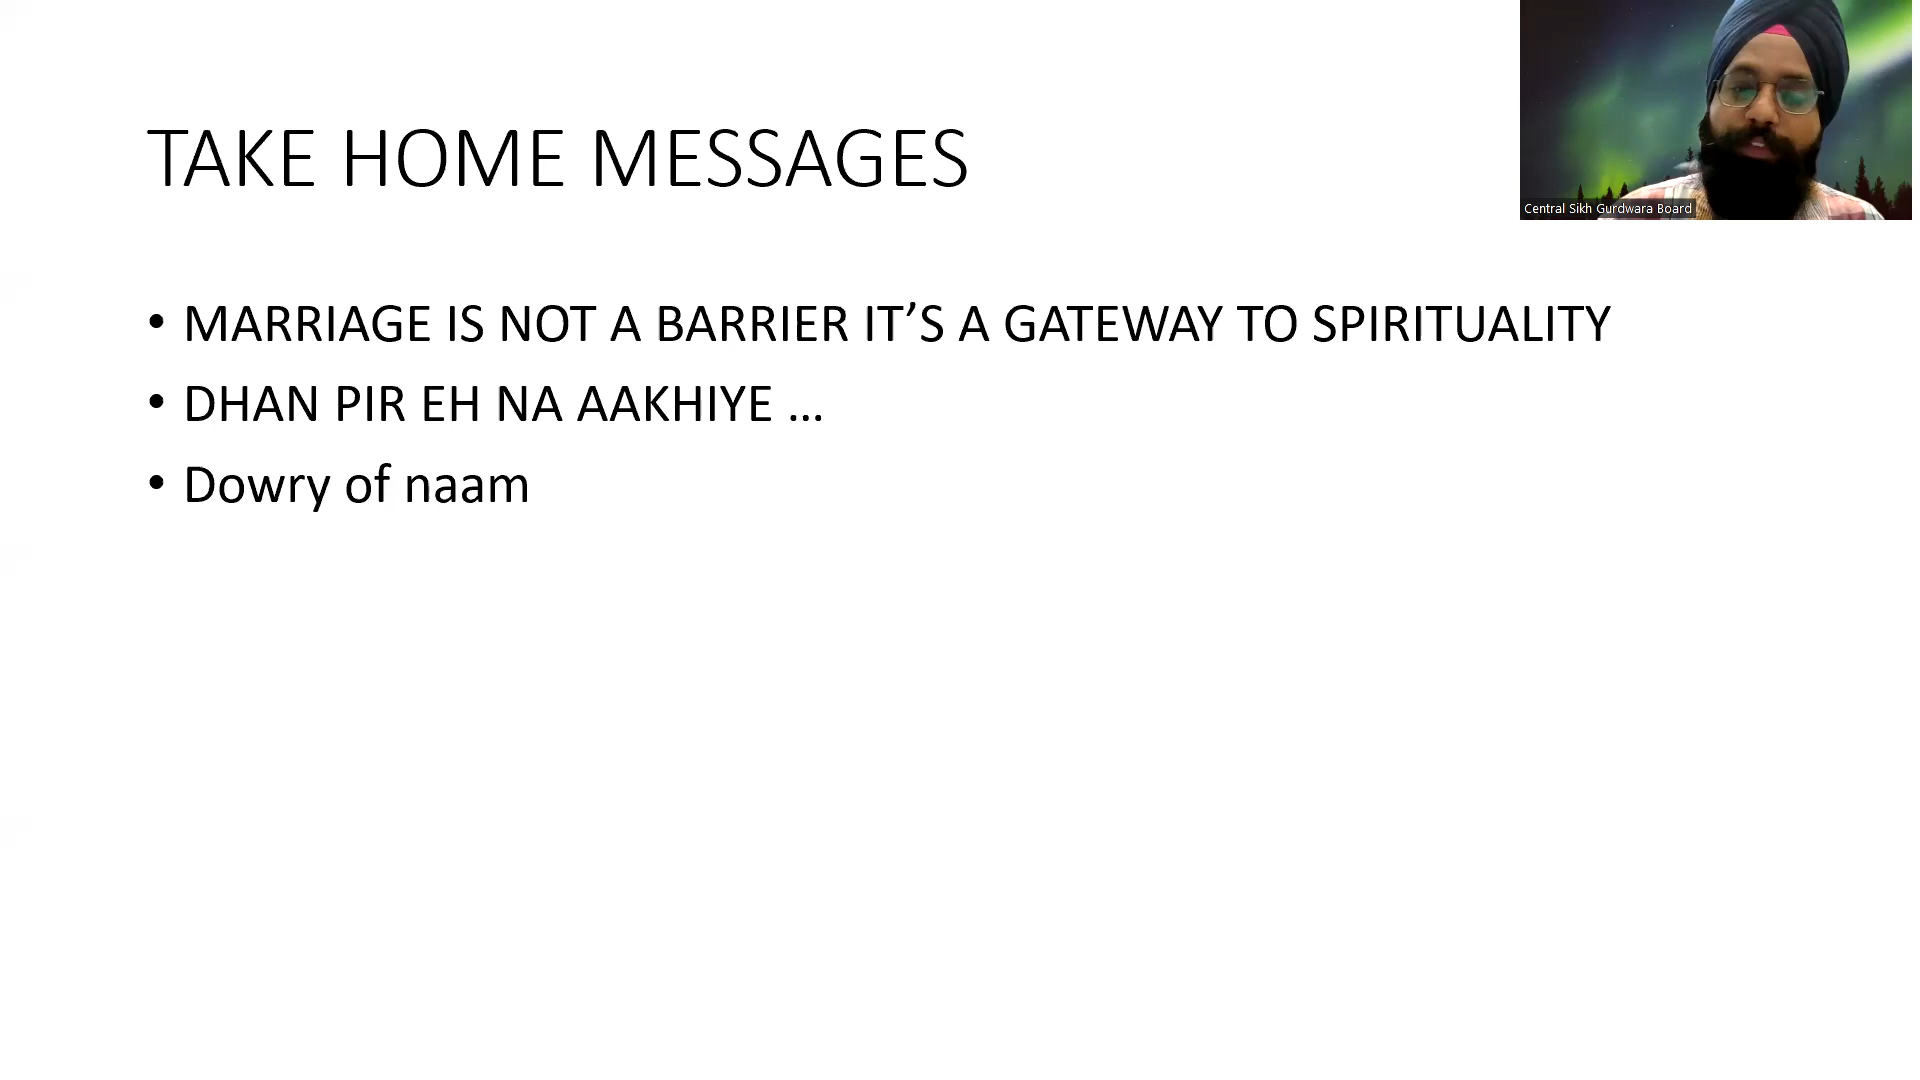 TAKE HOME MESSAGES
• MARRIAGE IS NOT A BARRIER IT’S A GATEWAY TO SPIRITUALITY
• DHAN PIR EH NA AAKHIYE ...
• Dowry of naam
Central Sikh Gurdwara Board